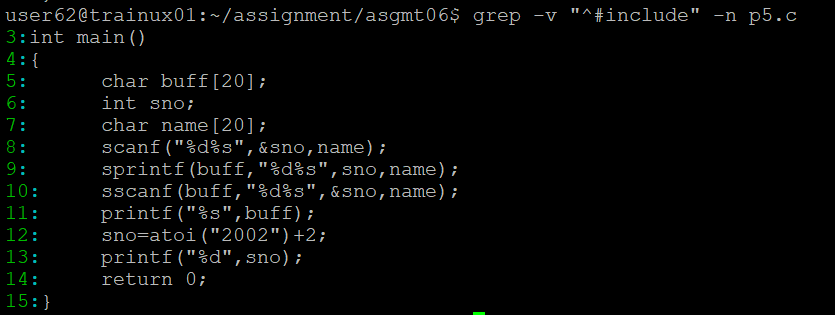 user62@trainux01:~/assignment/asgmt06$ grep -v "^#include" -n p5.c
3:int main()
4:{
5:      char buff[20];
6:      int sno;
7:      char name[20];
8:      scanf("%d%s",&sno,name);
9:      sprintf(buff,"%d%s",sno,name);
10:     sscanf(buff,"%d%s",&sno,name);
11:     printf("%s",buff);
12:     sno=atoi("2002")+2;
13:     printf("%d",sno);
14:     return 0;
15:}